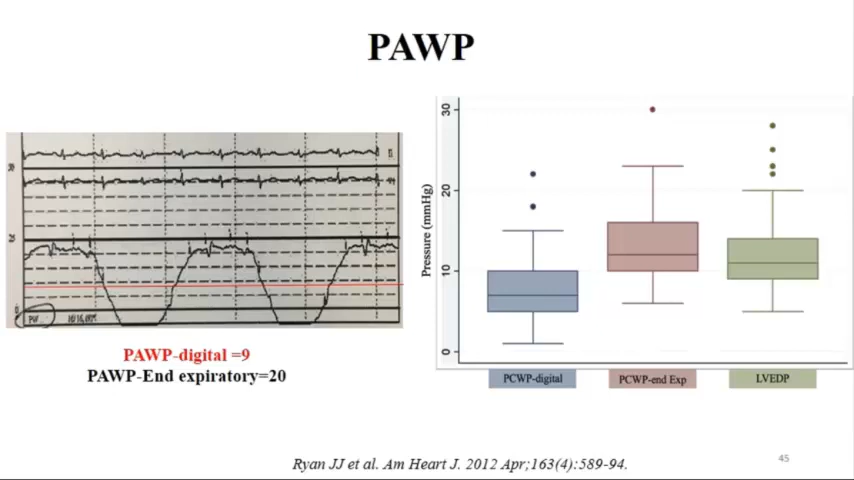 PAWP
30
20
10
0
Pressure (mmHg)
PCWP-digital
PCWP-end Exp
LVEDP
PAWP-digital =9
PAWP-End expiratory=20
Ryan JJ et al. Am Heart J. 2012 Apr;163(4):589-94.
45